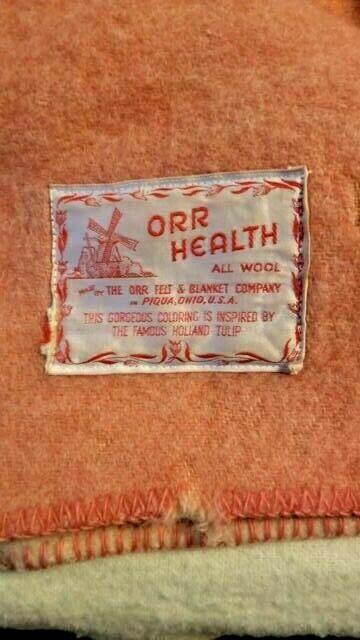 ORR
HEALTH
ALL WOOL
MADE BY THE ORR FELT & BLANKET COMPANY
IN PIQUA, OHIO, U.S.A.
THIS GORGEOUS COLORING IS INSPIRED BY
THE FAMOUS HOLLAND TULIP